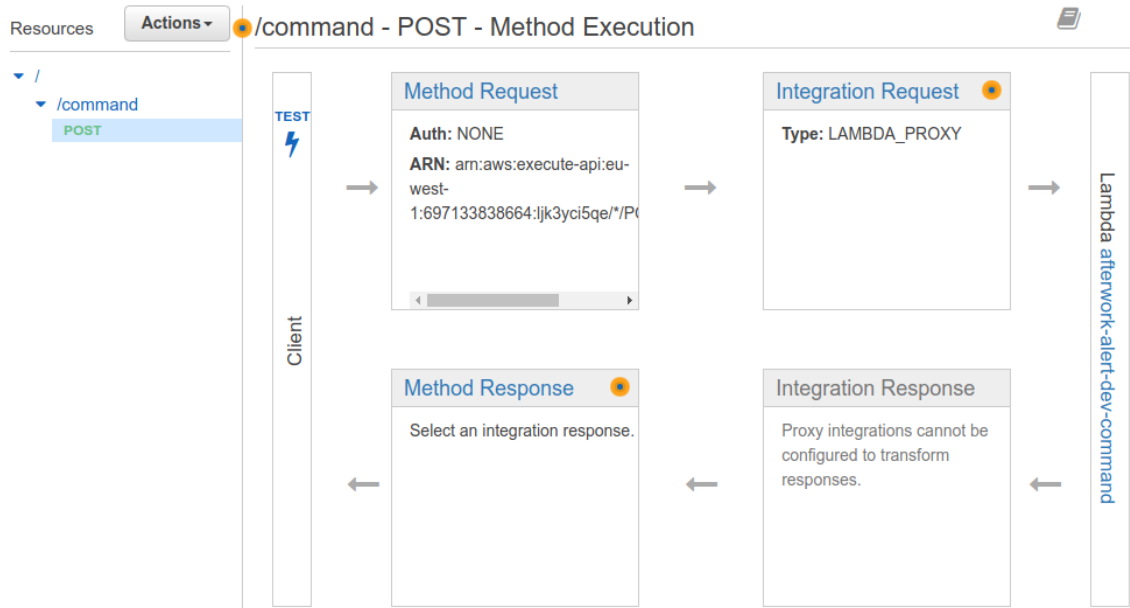 Resources
Actions
/command - POST - Method Execution
/
/command
POST
TEST
Client
Method Request
Auth: NONE
ARN: arn:aws:execute-api:eu-
west-
1:697133838664:ljk3yci5qe/*/PO
Integration Request
Type: LAMBDA_PROXY
Lambda afterwork-alert-dev-command
Method Response
Select an integration response.
Integration Response
Proxy integrations cannot be
configured to transform
responses.